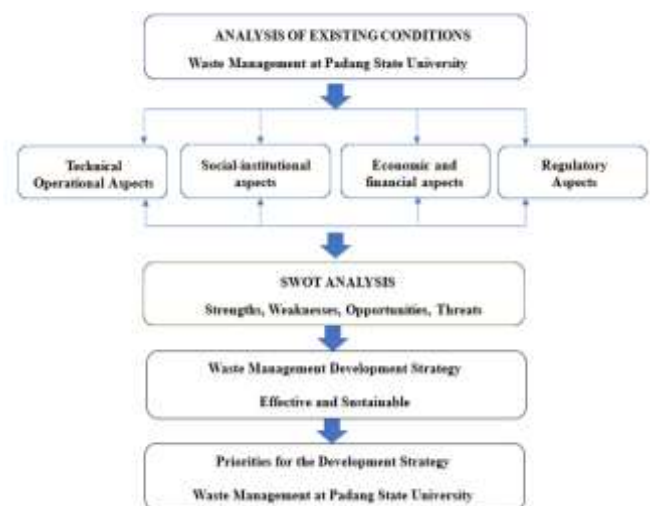 ANALYSIS OF EXISTING CONDITIONS
Waste Management at Padang State University
Technical
Operational Aspects
Social-institutional
aspects
Economic and
financial aspects
Regulatory
Aspects
SWOT ANALYSIS
Strengths, Weaknesses, Opportunities, Threats
Waste Management Development Strategy
Effective and Sustainable
Priorities for the Development Strategy
Waste Management at Padang State University